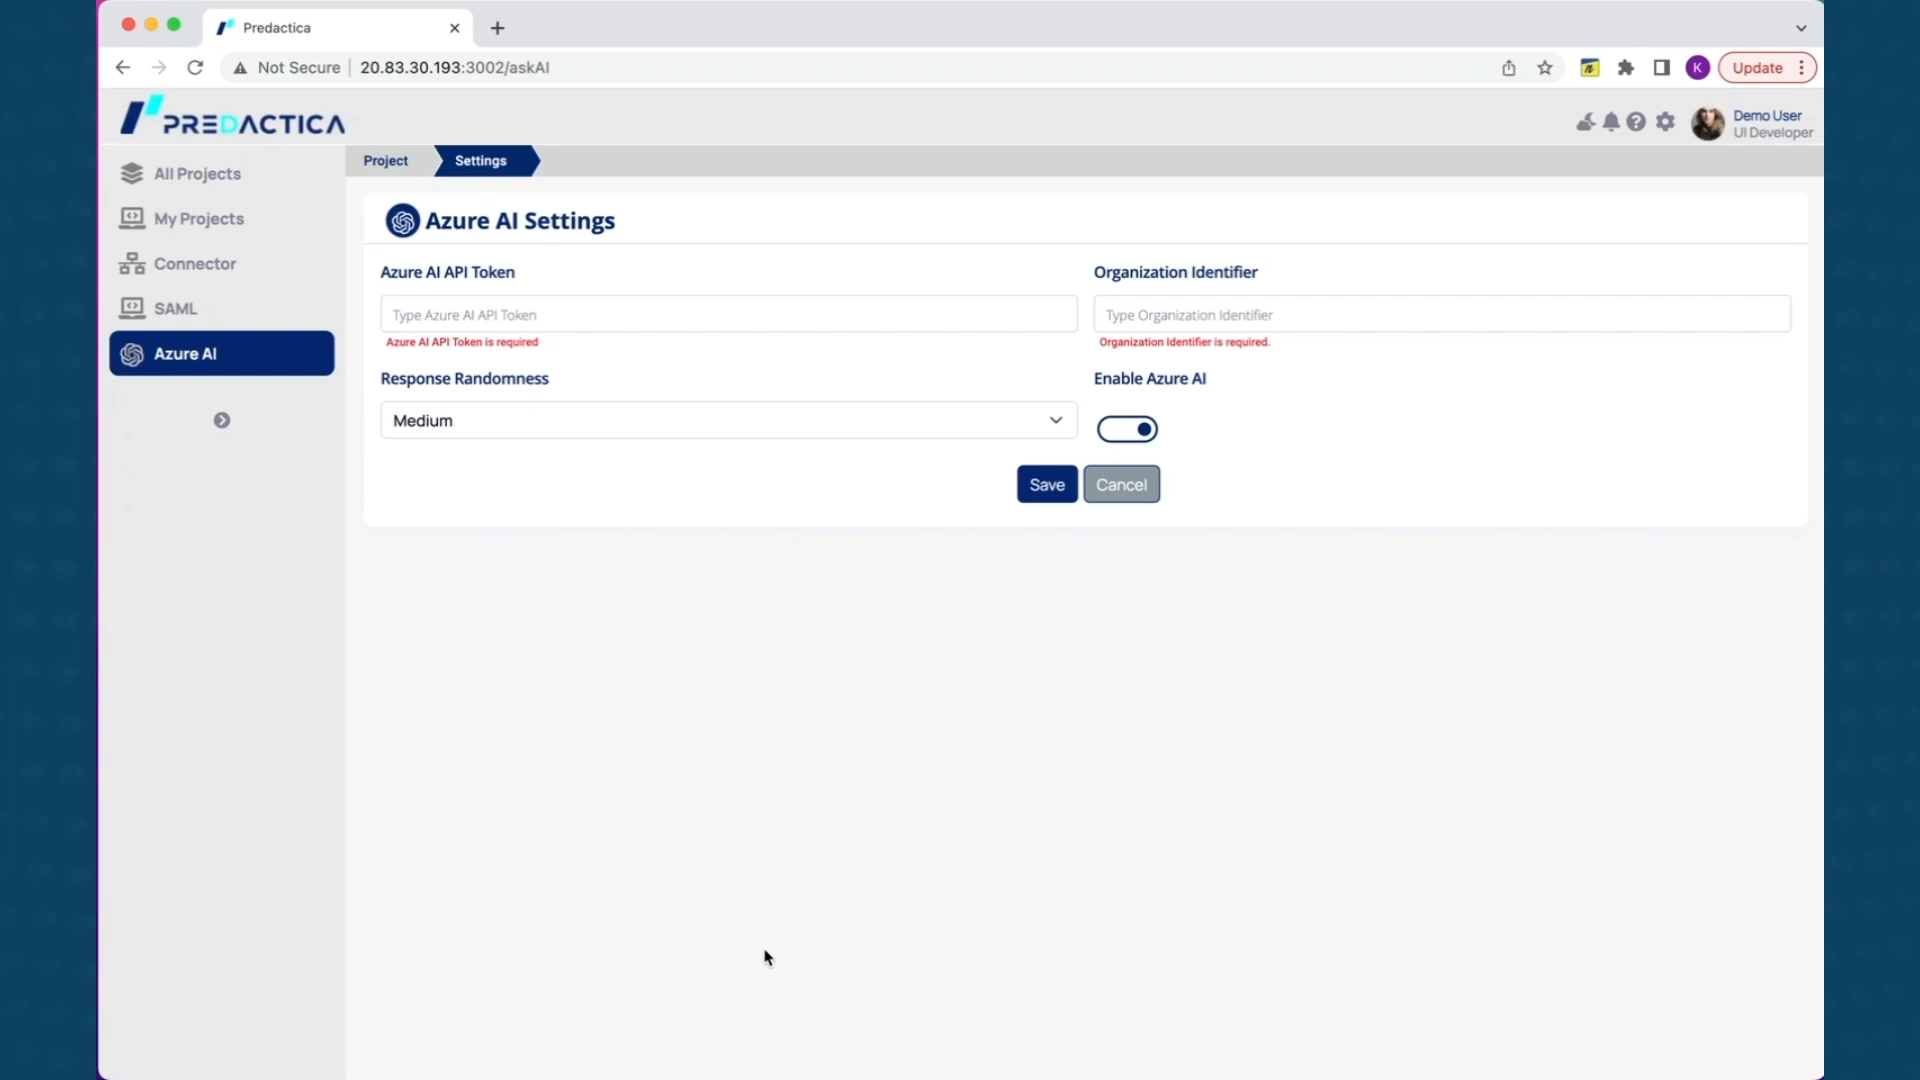 Predactica
Not Secure
20.83.30.193:3002/askAI
K
Update
PREDACTICA
Demo User
UI Developer
All Projects
My Projects
Connector
SAML
Azure AI
Project
Settings
Azure AI Settings
Azure AI API Token
Organization Identifier
Type Azure AI API Token
Type Organization Identifier
Azure AI API Token is required
Organization Identifier is required.
Response Randomness
Enable Azure AI
Medium
Save
Cancel